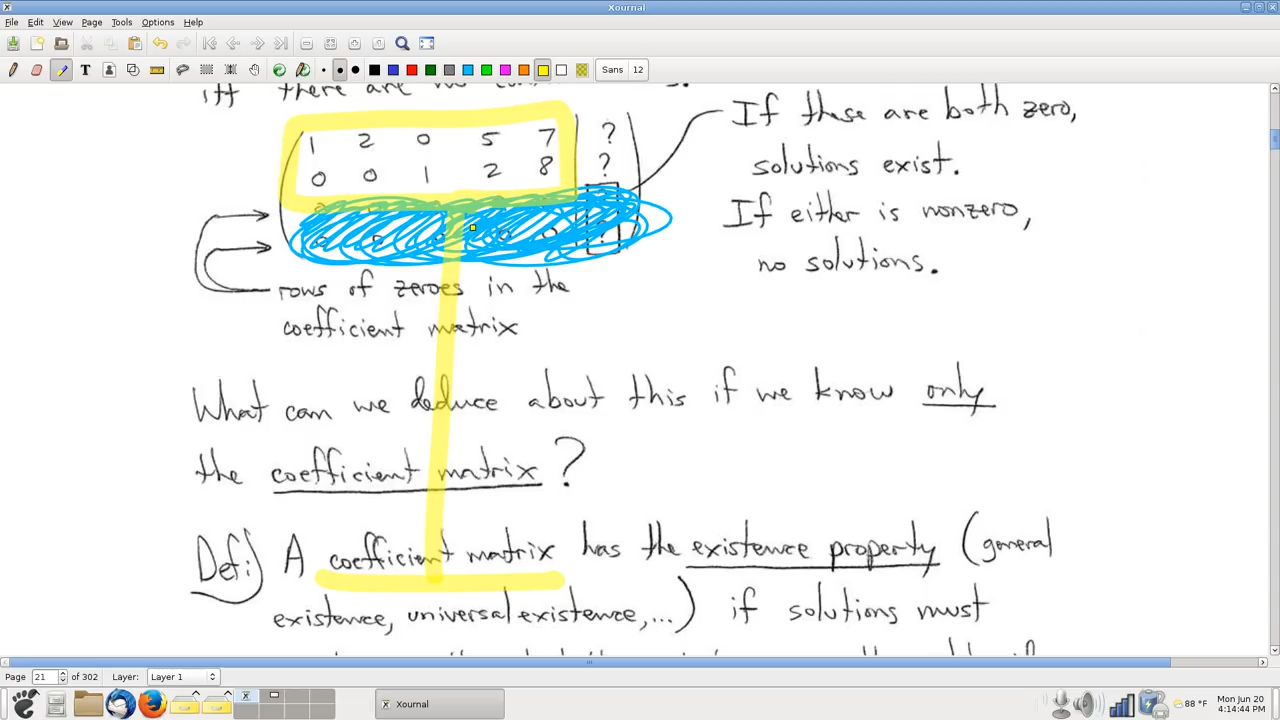 Xournal
File Edit View Page Tools Options Help
Sans 12
iff there are no
1 2 0 5 7 ?
0 0 1 2 8 ?
If these are both zero,
solutions exist.
If either is nonzero,
no solutions.
rows of zeroes in the
coefficient matrix
What can we deduce about this if we know only
the coefficient matrix?
Def:) A coefficient matrix has the existence property (general
existence, universal existence,...) if solutions must
Page 21 of 302 Layer: Layer 1
Xournal
88 °F
Mon Jun 20
4:14:44 PM